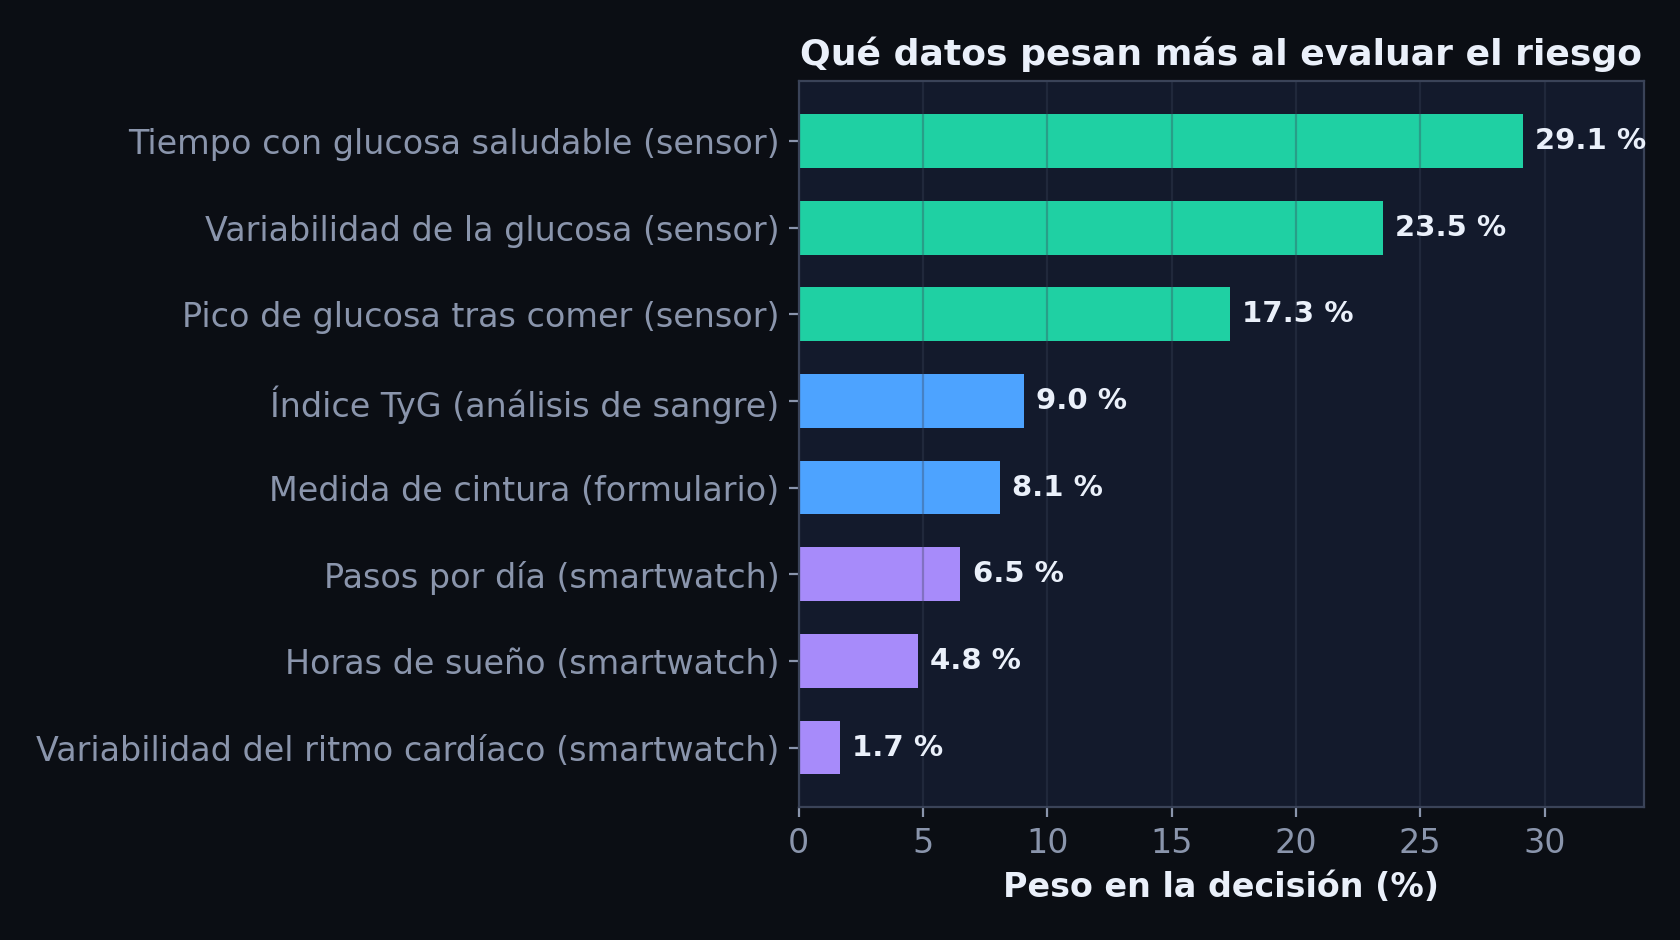 Qué datos pesan más al evaluar el riesgo
Tiempo con glucosa saludable (sensor)
29.1 %
Variabilidad de la glucosa (sensor)
23.5 %
Pico de glucosa tras comer (sensor)
17.3 %
Índice TyG (análisis de sangre)
9.0 %
Medida de cintura (formulario)
8.1 %
Pasos por día (smartwatch)
6.5 %
Horas de sueño (smartwatch)
4.8 %
Variabilidad del ritmo cardíaco (smartwatch)
1.7 %
0 5 10 15 20 25 30
Peso en la decisión (%)